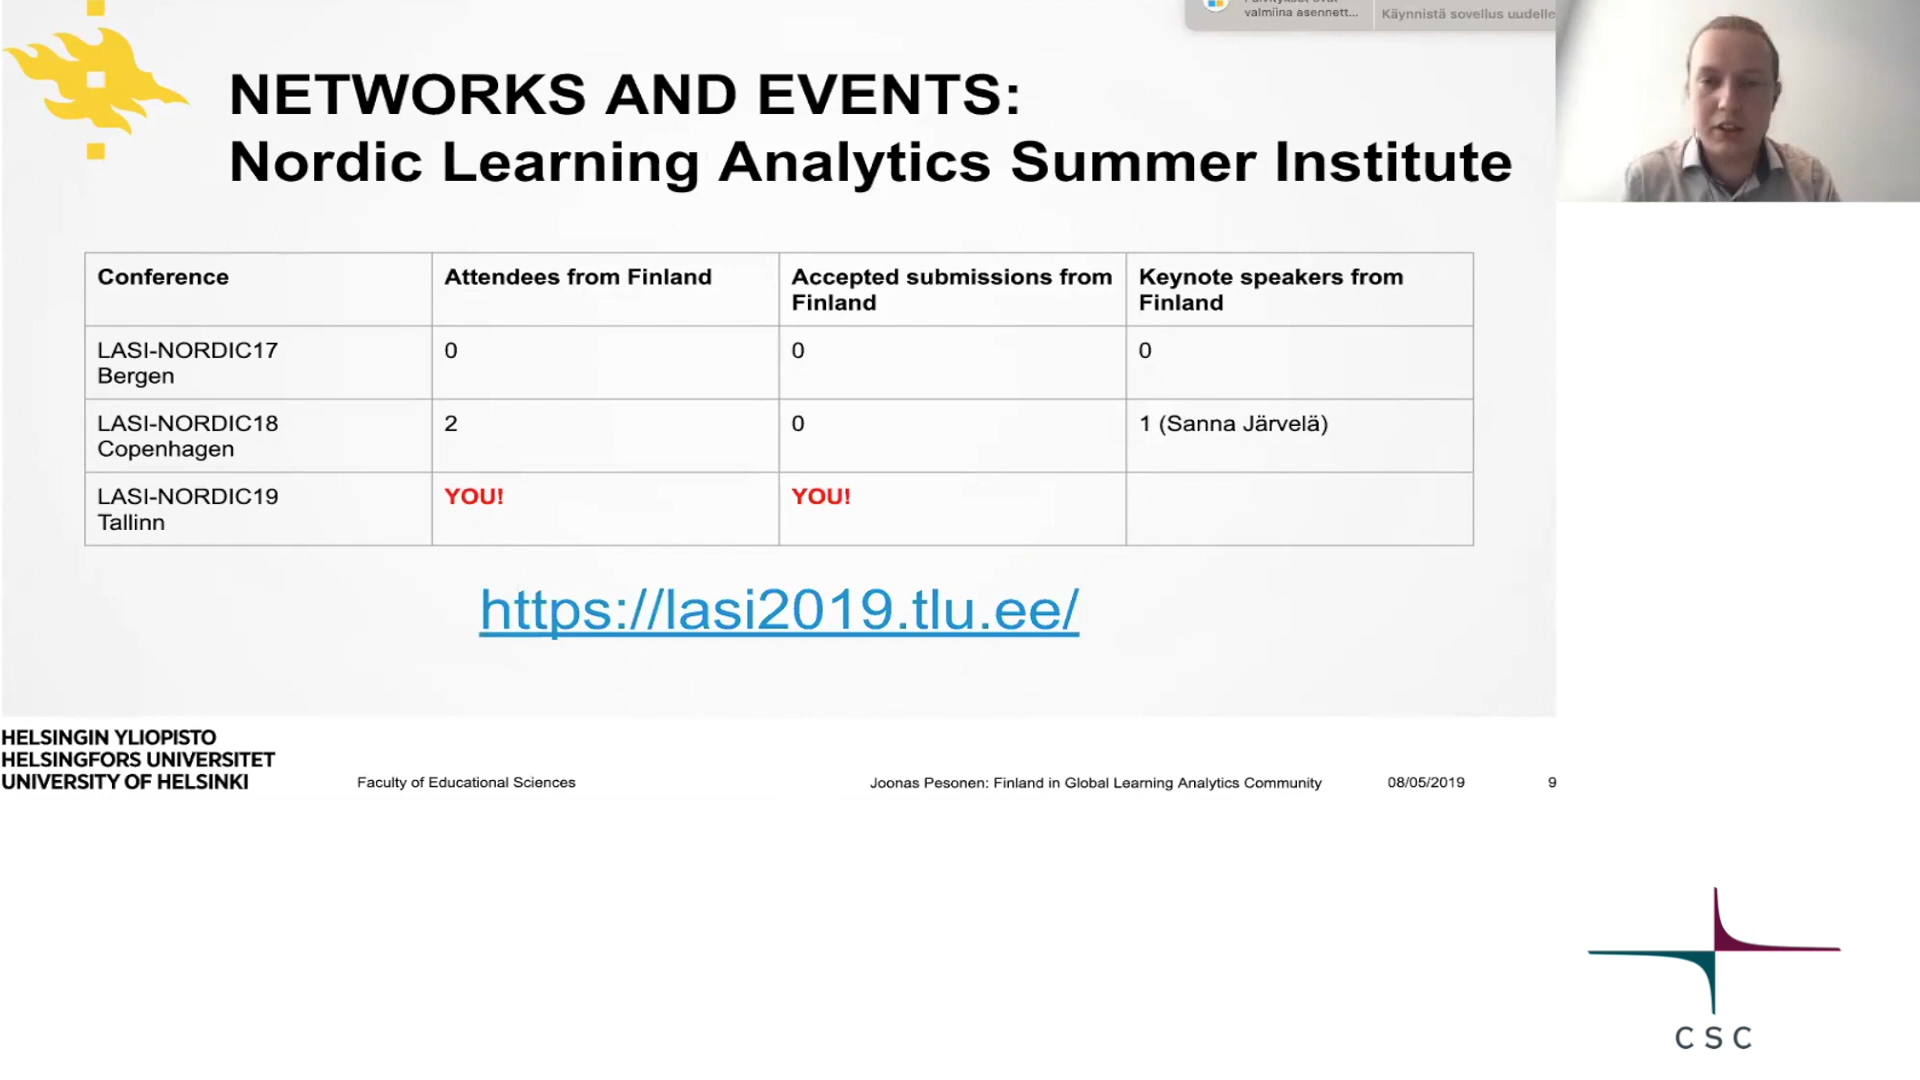 valmiina asennett...
Käynnistä sovellus uudelle
NETWORKS AND EVENTS:
Nordic Learning Analytics Summer Institute
Conference
Attendees from Finland
Accepted submissions from
Finland
Keynote speakers from
Finland
LASI-NORDIC17
Bergen
0
0
0
LASI-NORDIC18
Copenhagen
2
0
1 (Sanna Järvelä)
LASI-NORDIC19
Tallinn
YOU!
YOU!
https://lasi2019.tlu.ee/
HELSINGIN YLIOPISTO
HELSINGFORS UNIVERSITET
UNIVERSITY OF HELSINKI
Faculty of Educational Sciences
Joonas Pesonen: Finland in Global Learning Analytics Community
08/05/2019
9
CSC